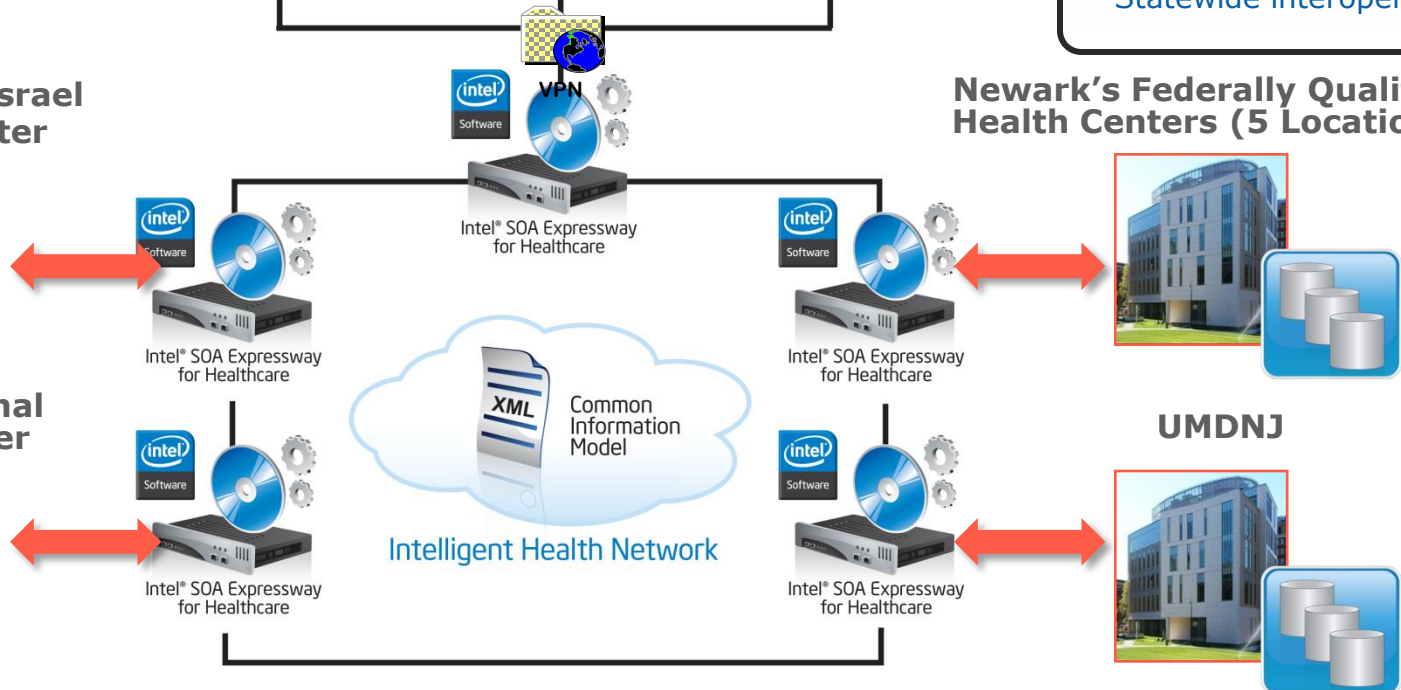 Statewide Interoper
VPN
intel
Software
srael
ter
Newark’s Federally Qualif
Health Centers (5 Locatio
Intel® SOA Expressway
for Healthcare
intel
Software
intel
Software
Intel® SOA Expressway
for Healthcare
Intel® SOA Expressway
for Healthcare
nal
er
XML
Common
Information
Model
UMDNJ
intel
Software
intel
Software
Intelligent Health Network
Intel® SOA Expressway
for Healthcare
Intel® SOA Expressway
for Healthcare